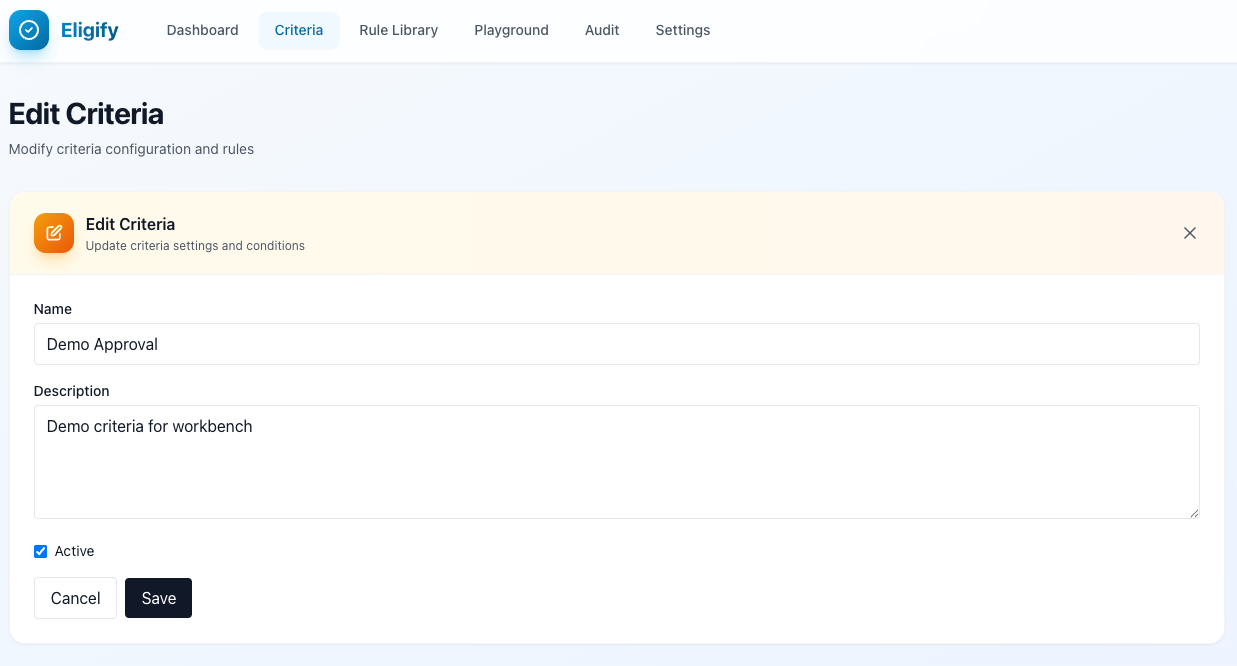 Eligify
Dashboard
Criteria
Rule Library
Playground
Audit
Settings
Edit Criteria
Modify criteria configuration and rules
Edit Criteria
Update criteria settings and conditions
Name
Demo Approval
Description
Demo criteria for workbench
Active
Cancel
Save